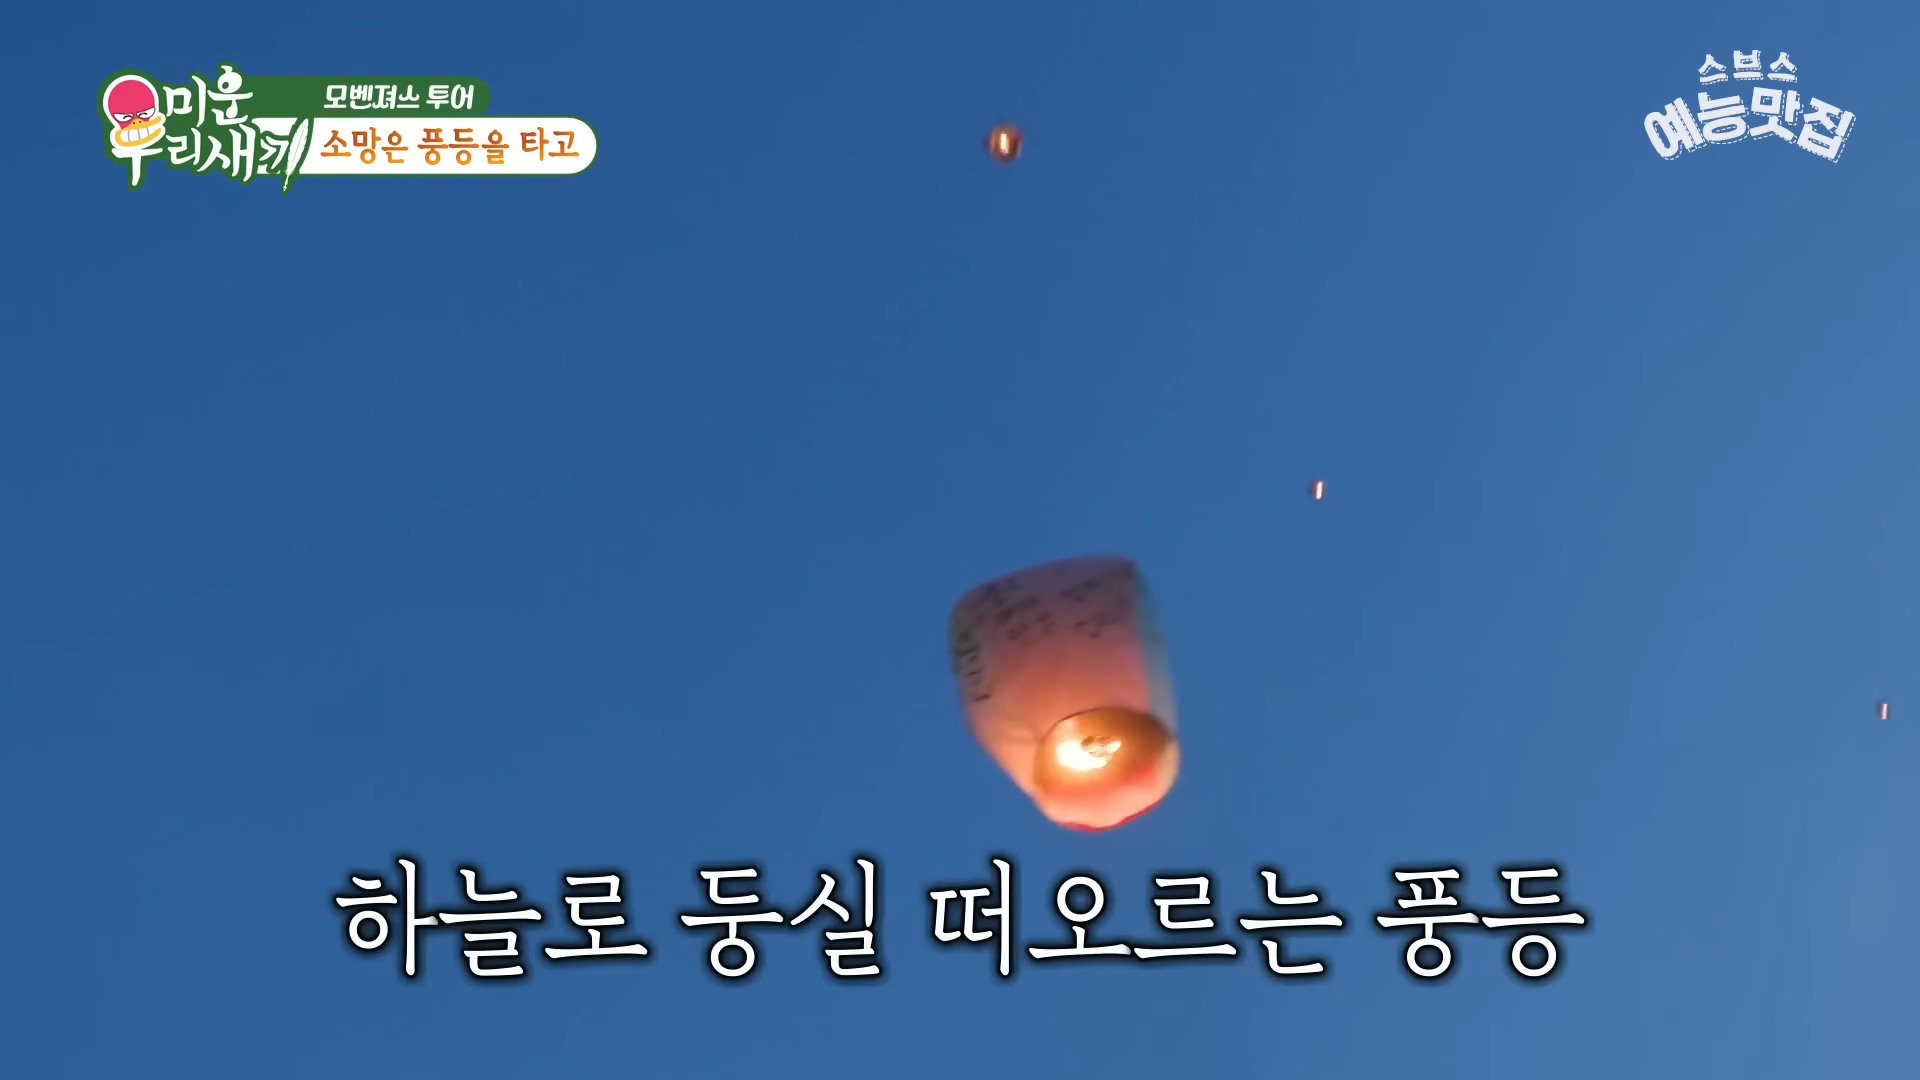 미운
우리새끼
모벤져스 투어
소망은 풍등을 타고
스브스
예능맛집
하늘로 둥실 떠오르는 풍등